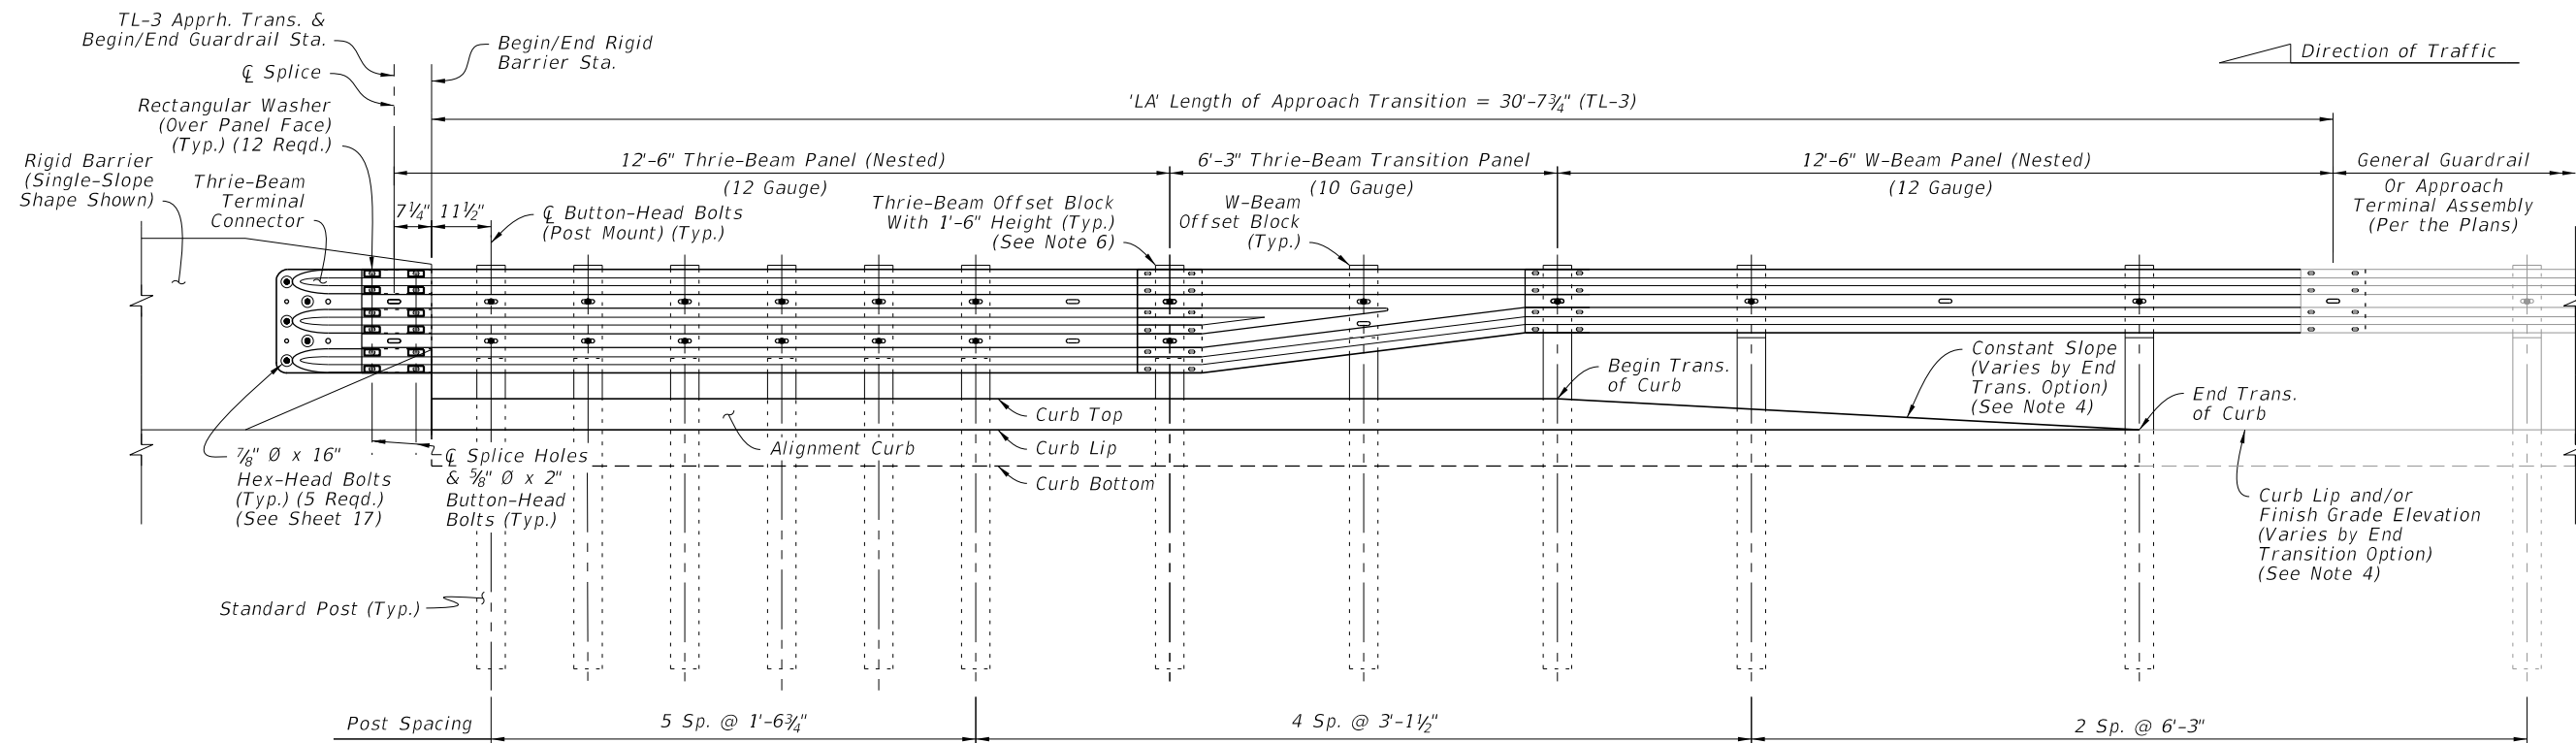 TL-3 Apprh. Trans. &
Begin/End Guardrail Sta.
℄ Splice
Begin/End Rigid
Barrier Sta.
Direction of Traffic
Rectangular Washer
(Over Panel Face)
(Typ.) (12 Reqd.)
'LA' Length of Approach Transition = 30'-7¾" (TL-3)
Rigid Barrier
(Single-Slope
Shape Shown)
Thrie-Beam
Terminal
Connector
12'-6" Thrie-Beam Panel (Nested)
(12 Gauge)
6'-3" Thrie-Beam Transition Panel
(10 Gauge)
12'-6" W-Beam Panel (Nested)
(12 Gauge)
General Guardrail
Or Approach
Terminal Assembly
(Per the Plans)
7¼"
11½"
℄ Button-Head Bolts
(Post Mount) (Typ.)
Thrie-Beam Offset Block
With 1'-6" Height (Typ.)
(See Note 6)
W-Beam
Offset Block
(Typ.)
Begin Trans.
of Curb
Constant Slope
(Varies by End
Trans. Option)
(See Note 4)
End Trans.
of Curb
Curb Top
Alignment Curb
Curb Lip
Curb Bottom
⅞" Ø x 16"
Hex-Head Bolts
(Typ.) (5 Reqd.)
(See Sheet 17)
℄ Splice Holes
& ⅝" Ø x 2"
Button-Head
Bolts (Typ.)
Curb Lip and/or
Finish Grade Elevation
(Varies by End
Transition Option)
(See Note 4)
Standard Post (Typ.)
Post Spacing
5 Sp. @ 1'-6¾"
4 Sp. @ 3'-1½"
2 Sp. @ 6'-3"